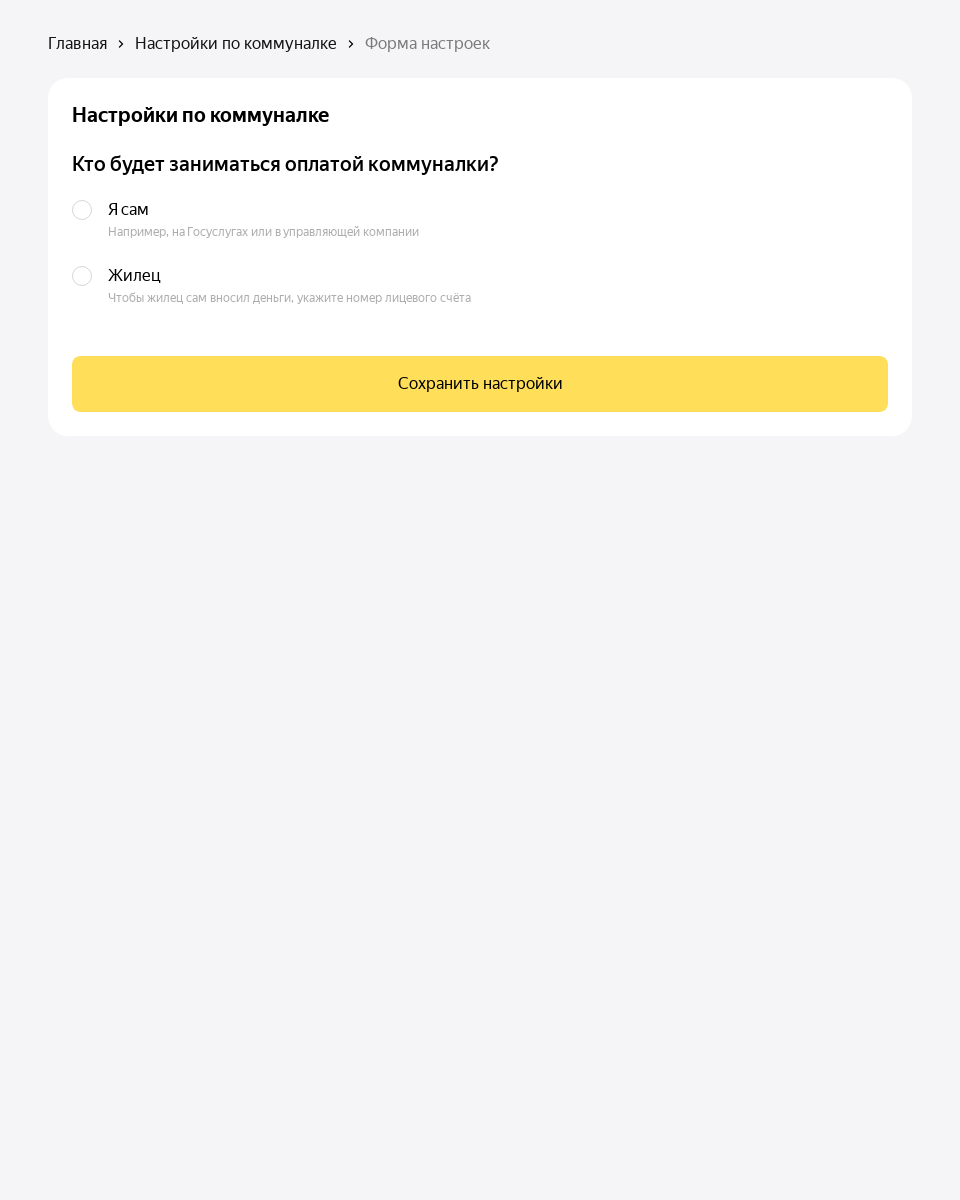 Главная › Настройки по коммуналке › Форма настроек
Настройки по коммуналке
Кто будет заниматься оплатой коммуналки?
Я сам
Например, на Госуслугах или в управляющей компании
Жилец
Чтобы жилец сам вносил деньги, укажите номер лицевого счёта
Сохранить настройки